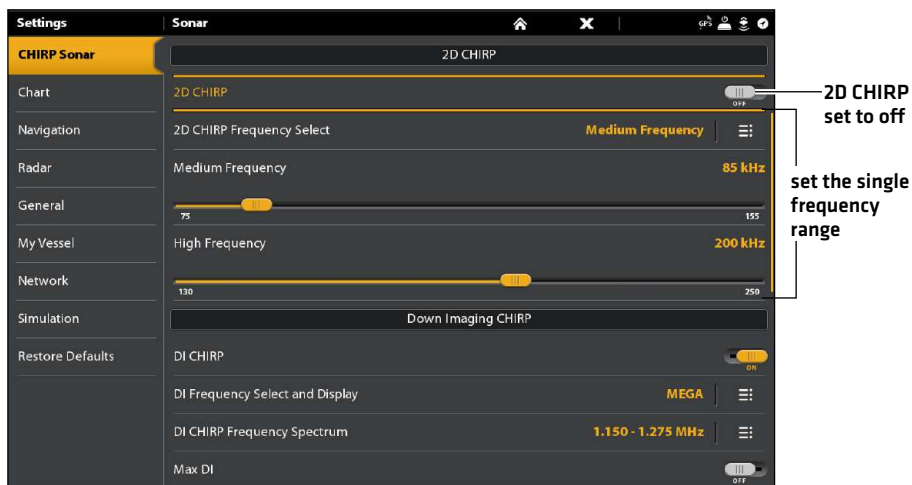 Settings
Sonar
GPS
CHIRP Sonar
Chart
Navigation
Radar
General
My Vessel
Network
Simulation
Restore Defaults
2D CHIRP
2D CHIRP
OFF
2D CHIRP Frequency Select
Medium Frequency
Medium Frequency
85 kHz
75
155
High Frequency
200 kHz
130
250
Down Imaging CHIRP
DI CHIRP
ON
DI Frequency Select and Display
MEGA
DI CHIRP Frequency Spectrum
1.150 - 1.275 MHz
Max DI
OFF
2D CHIRP
set to off
set the single
frequency
range